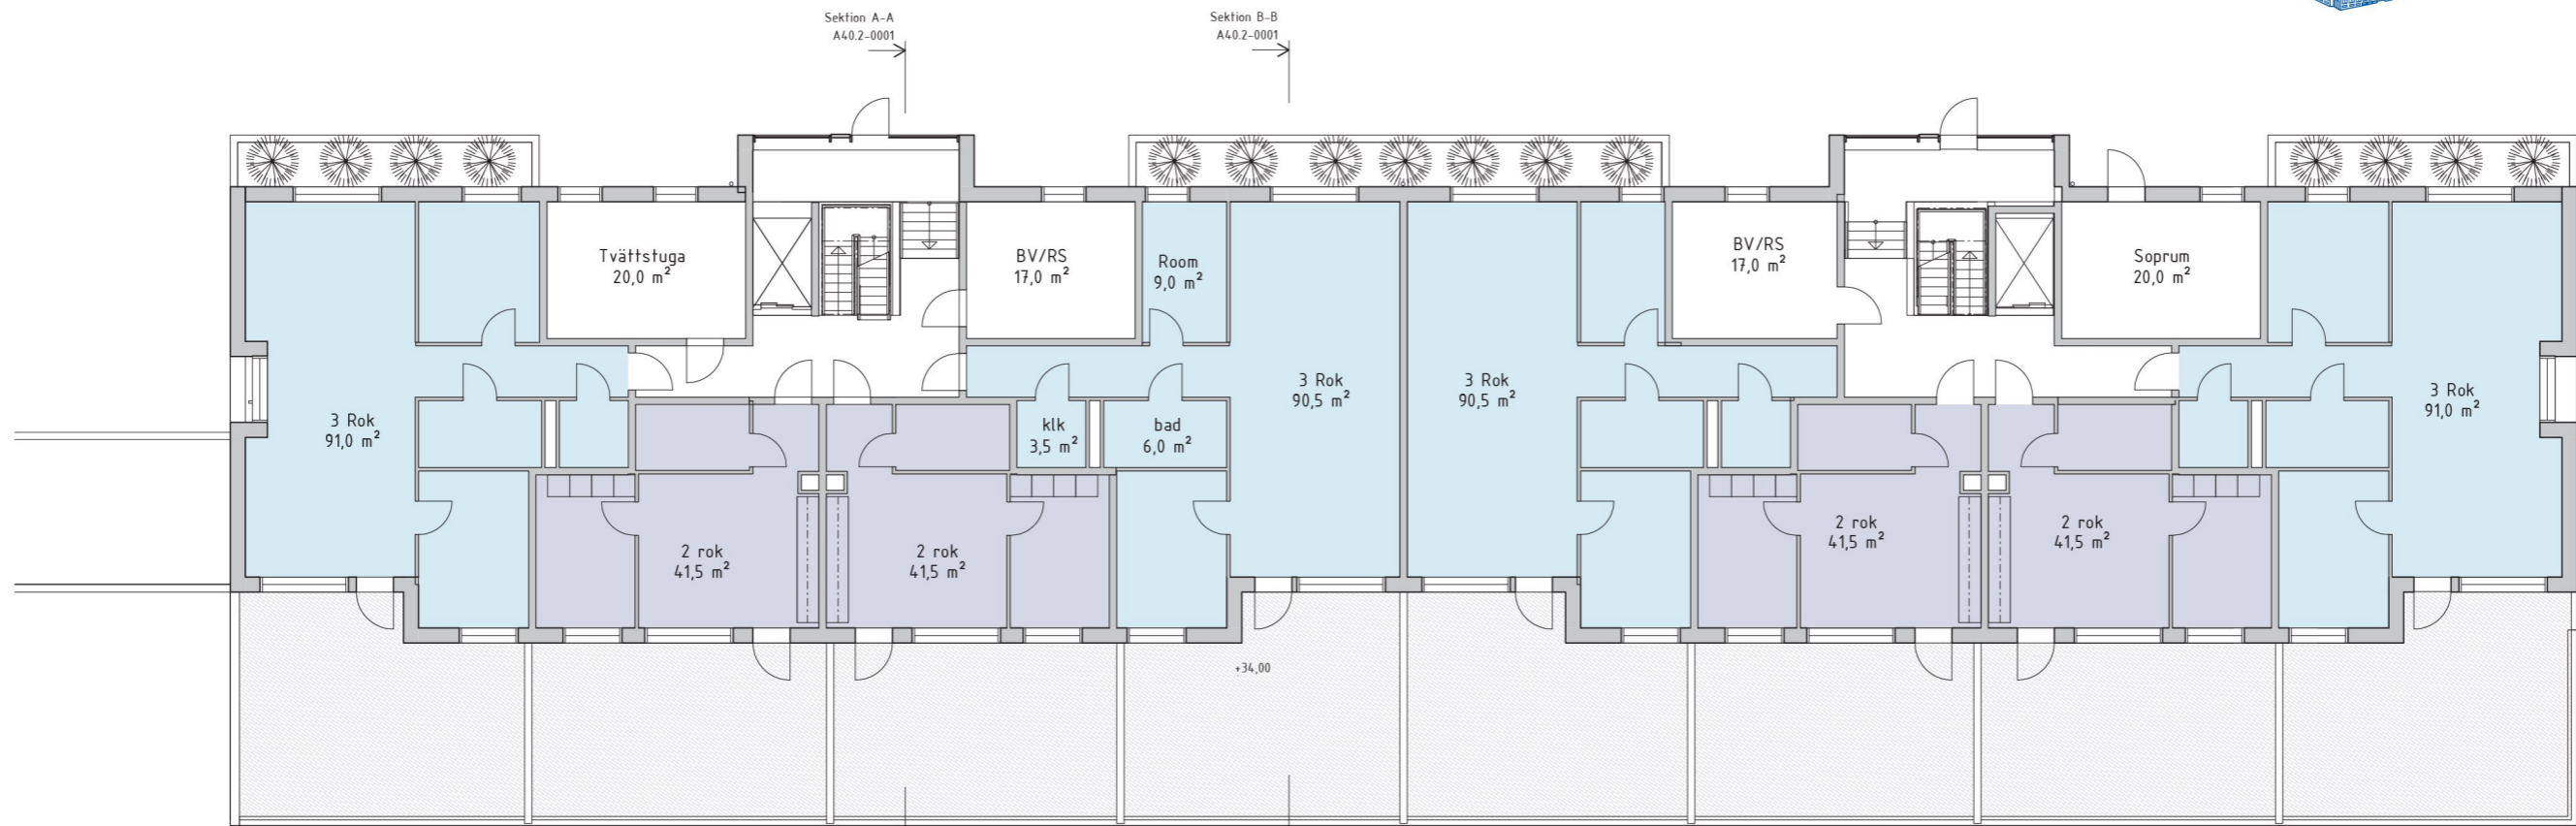 Sektion A-A
A40.2-0001
Sektion B-B
A40.2-0001
Tvättstuga
20,0 m²
BV/RS
17,0 m²
Room
9,0 m²
BV/RS
17,0 m²
Soprum
20,0 m²
3 Rok
91,0 m²
klk
3,5 m²
bad
6,0 m²
3 Rok
90,5 m²
3 Rok
90,5 m²
3 Rok
91,0 m²
2 rok
41,5 m²
2 rok
41,5 m²
2 rok
41,5 m²
2 rok
41,5 m²
+34,00